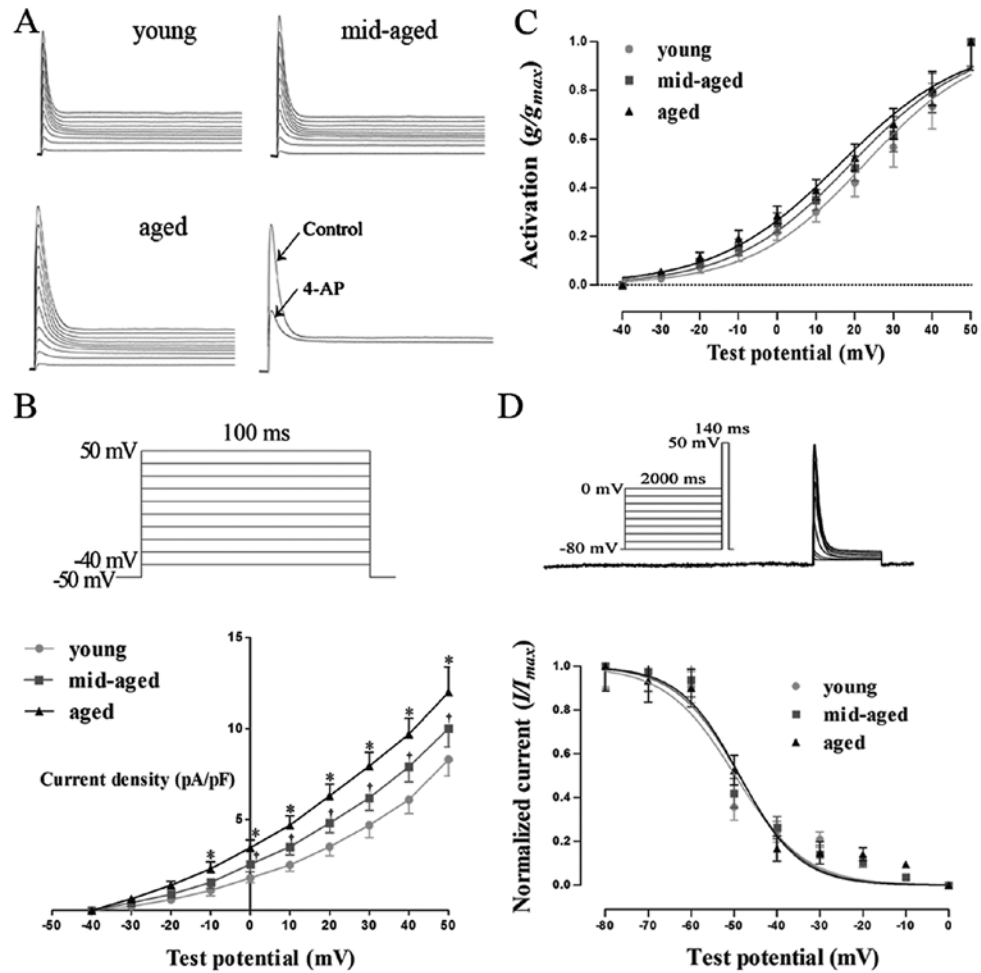 A
young
mid-aged
aged
Control
4-AP
B
100 ms
50 mV
-40 mV
-50 mV
young
mid-aged
aged
Current density (pA/pF)
15
10
5
* * * * * * *
† † † † † †
-50 -40 -30 -20 -10 0 10 20 30 40 50
Test potential (mV)
C
young
mid-aged
aged
Activation (g/gmax)
1.0
0.8
0.6
0.4
0.2
0.0
-40 -30 -20 -10 0 10 20 30 40 50
Test potential (mV)
D
140 ms
50 mV
2000 ms
0 mV
-80 mV
young
mid-aged
aged
Normalized current (I/Imax)
1.0
0.8
0.6
0.4
0.2
0.0
-80 -70 -60 -50 -40 -30 -20 -10 0
Test potential (mV)